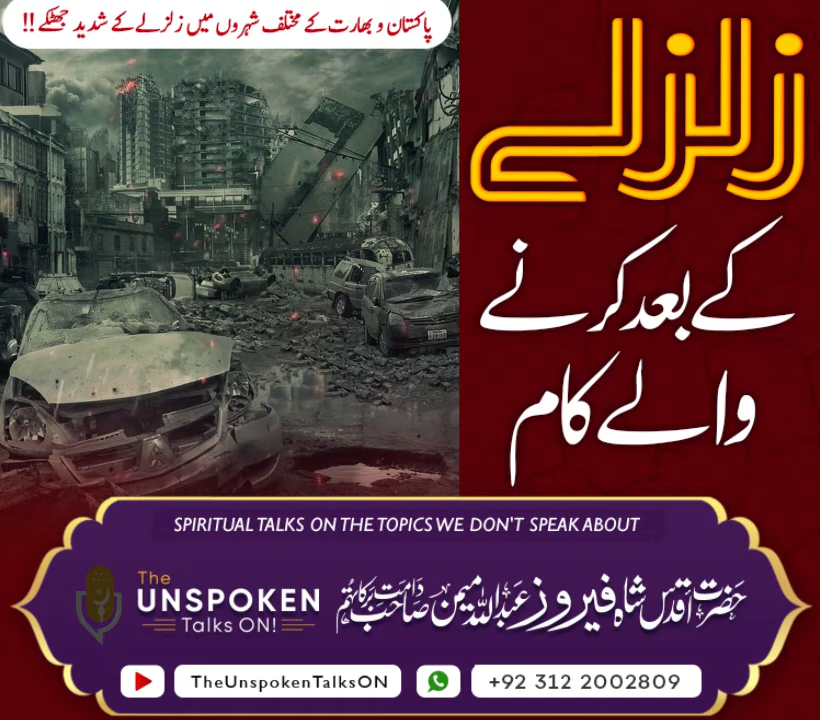 پاکستان و بھارت کے مختلف شہروں میں زلزلے کے شدید جھٹکے !!
زلزلے
کے بعد کرنے
والے کام
SPIRITUAL TALKS ON THE TOPICS WE DON'T SPEAK ABOUT
The
UNSPOKEN
Talks ON!
حضرت اقدس شاہ فیروز عبداللہ میمن صاحب دامت برکاتہم
TheUnspokenTalksON
+92 312 2002809